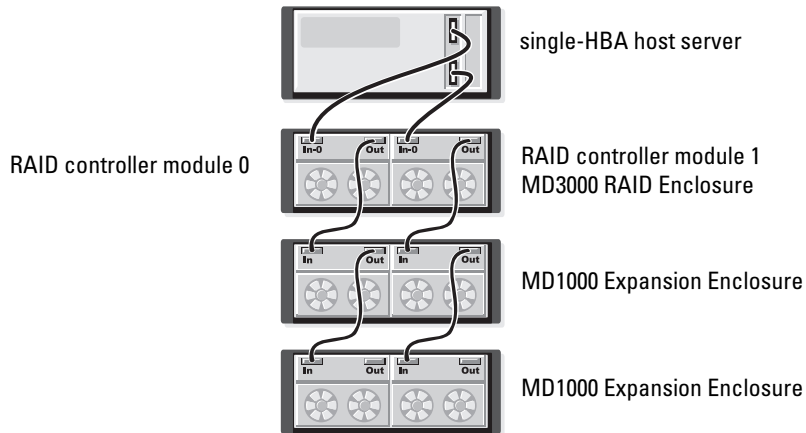 single-HBA host server
In-0 Out In-0 Out
RAID controller module 0
RAID controller module 1
MD3000 RAID Enclosure
In Out In Out
MD1000 Expansion Enclosure
In Out In Out
MD1000 Expansion Enclosure